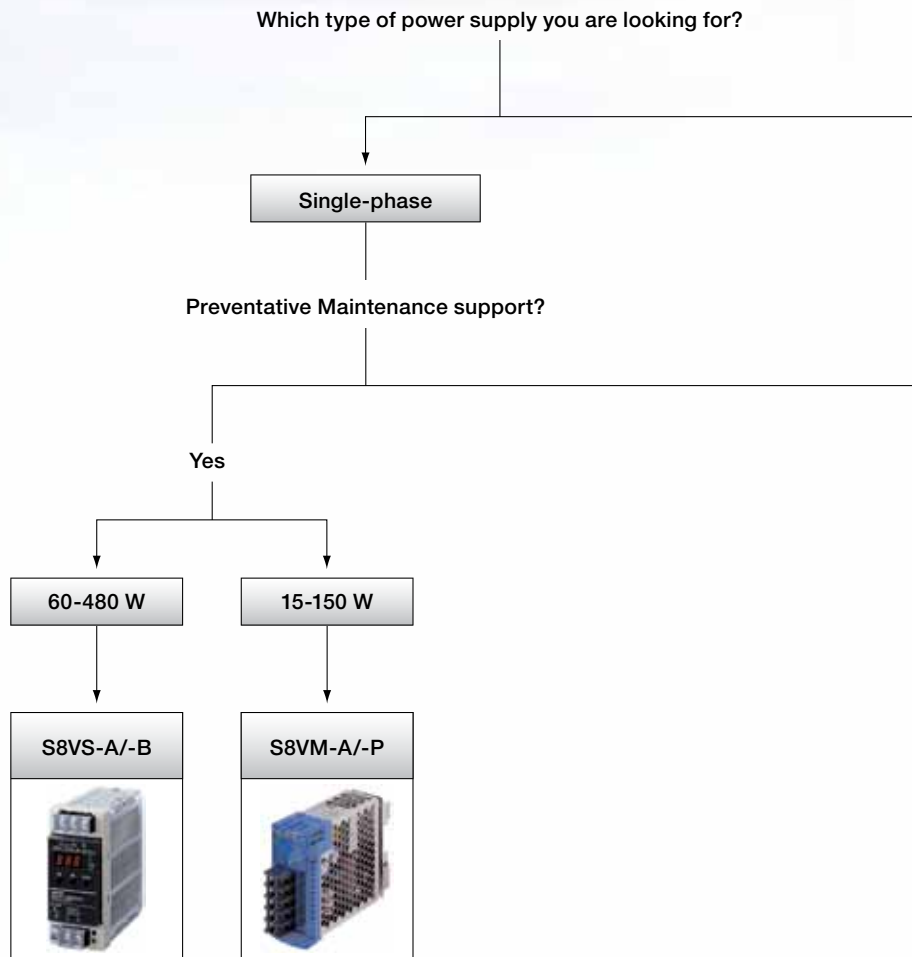 Which type of power supply you are looking for?
Single-phase
Preventative Maintenance support?
Yes
60-480 W
15-150 W
S8VS-A/-B
S8VM-A/-P